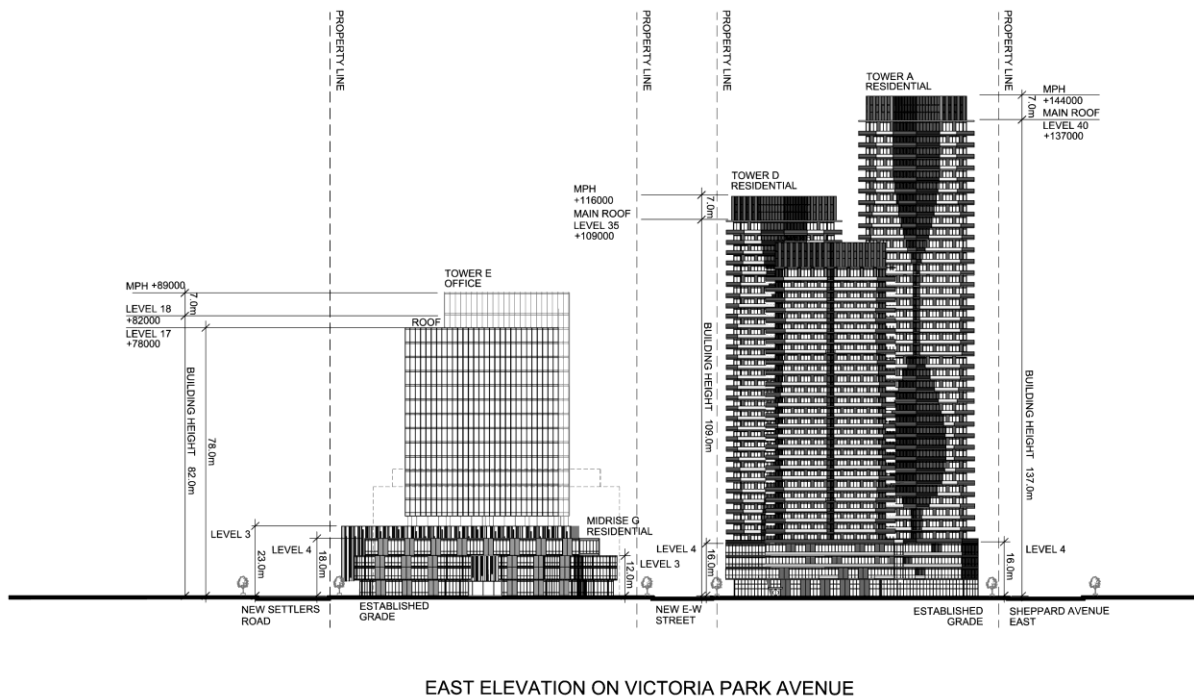 PROPERTY LINE
PROPERTY LINE
PROPERTY LINE
PROPERTY LINE
TOWER A
RESIDENTIAL
MPH
+144000
MAIN ROOF
LEVEL 40
+137000
7.0m
TOWER D
RESIDENTIAL
MPH
+116000
MAIN ROOF
LEVEL 35
+109000
7.0m
TOWER E
OFFICE
MPH +89000
7.0m
LEVEL 18
+82000
LEVEL 17
+78000
ROOF
BUILDING HEIGHT 82.0m
78.0m
BUILDING HEIGHT 109.0m
BUILDING HEIGHT 137.0m
MIDRISE G
RESIDENTIAL
LEVEL 3
LEVEL 4
23.0m
18.0m
12.0m
LEVEL 4
LEVEL 3
16.0m
16.0m
LEVEL 4
NEW SETTLERS
ROAD
ESTABLISHED
GRADE
NEW E-W
STREET
ESTABLISHED
GRADE
SHEPPARD AVENUE
EAST
EAST ELEVATION ON VICTORIA PARK AVENUE